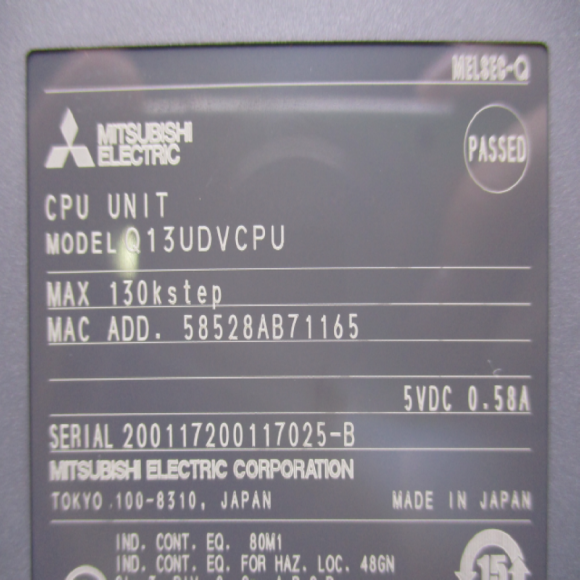 MELSEC-Q
MITSUBISHI
ELECTRIC
PASSED
CPU UNIT
MODEL Q13UDVCPU
MAX 130kstep
MAC ADD. 58528AB71165
5VDC 0.58A
SERIAL 200117200117025-B
MITSUBISHI ELECTRIC CORPORATION
TOKYO 100-8310, JAPAN MADE IN JAPAN
IND. CONT. EQ. 80M1
IND. CONT. EQ. FOR HAZ. LOC. 48GN
15